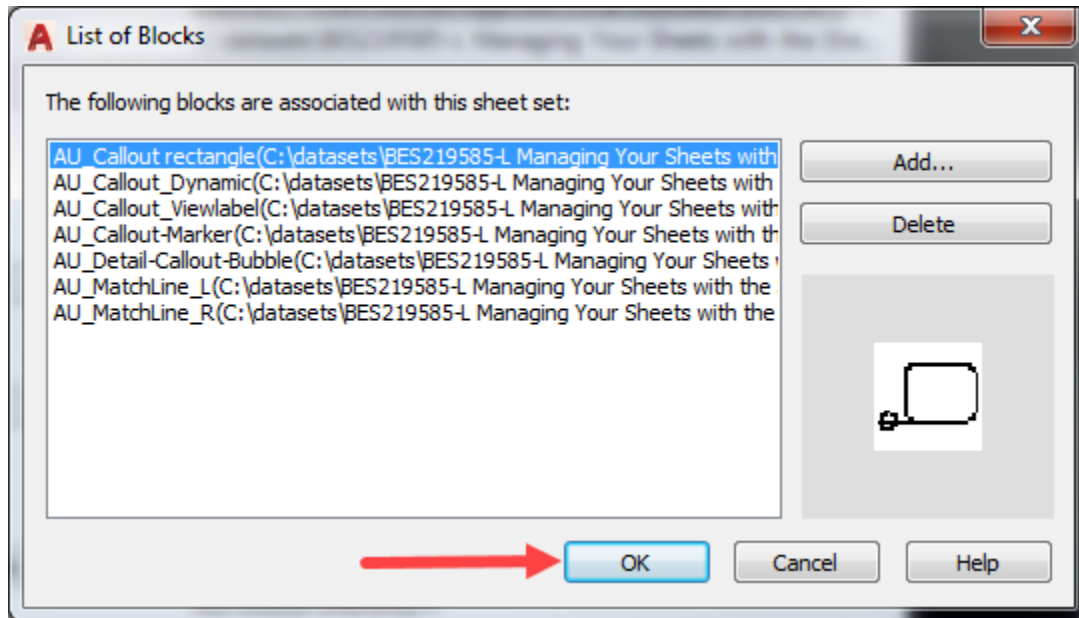 List of Blocks
The following blocks are associated with this sheet set:
AU_Callout rectangle(C:\datasets\BES219585-L Managing Your Sheets with
AU_Callout_Dynamic(C:\datasets\BES219585-L Managing Your Sheets with
AU_Callout_Viewlabel(C:\datasets\BES219585-L Managing Your Sheets with
AU_Callout-Marker(C:\datasets\BES219585-L Managing Your Sheets with th
AU_Detail-Callout-Bubble(C:\datasets\BES219585-L Managing Your Sheets
AU_MatchLine_L(C:\datasets\BES219585-L Managing Your Sheets with the
AU_MatchLine_R(C:\datasets\BES219585-L Managing Your Sheets with the
Add...
Delete
OK
Cancel
Help